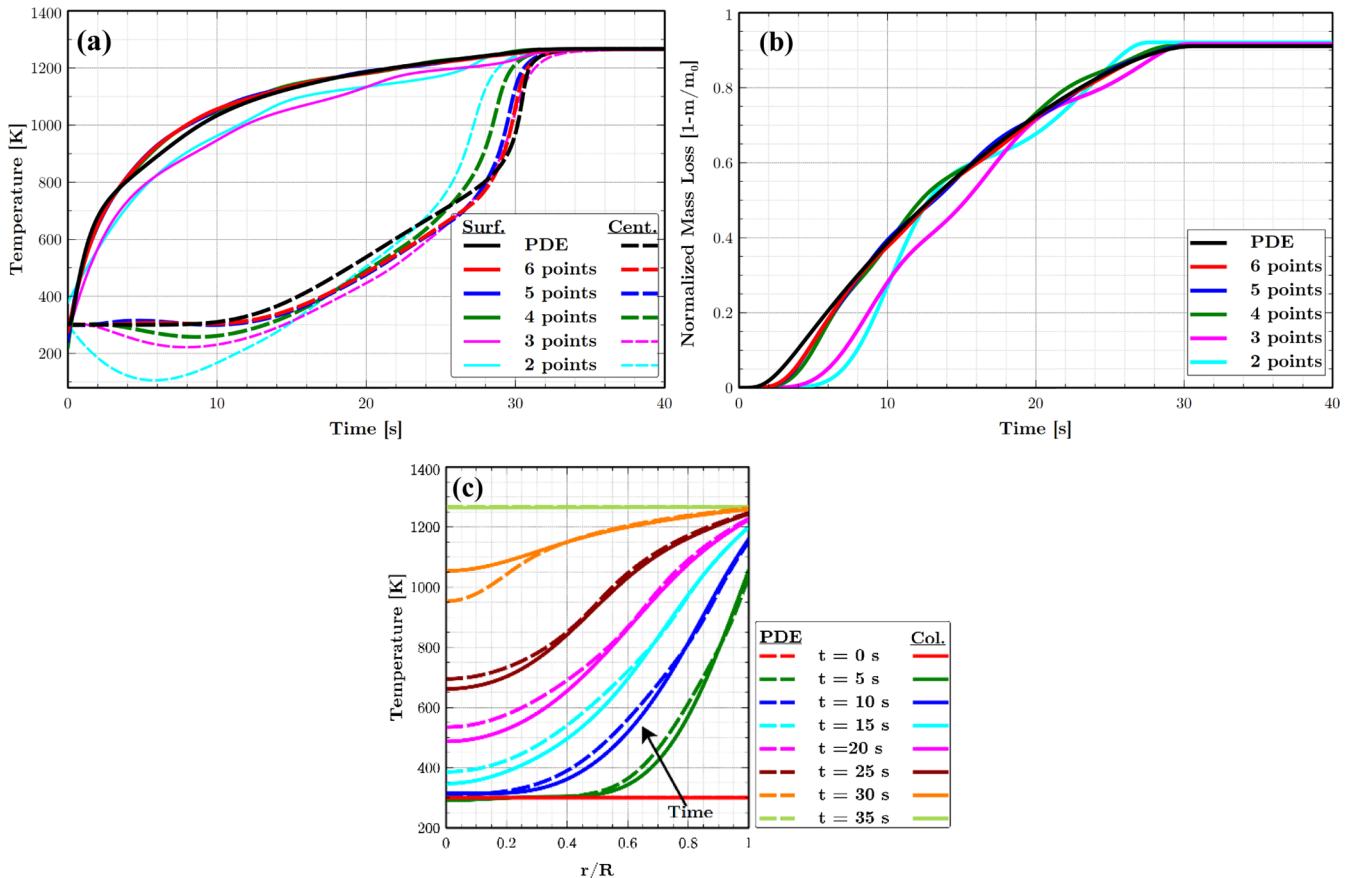 (a)
Temperature [K]
1400
1200
1000
800
600
400
200
0
10
20
30
40
Time [s]
Surf. Cent.
PDE
6 points
5 points
4 points
3 points
2 points
(b)
Normalized Mass Loss [1-m/m0]
1
0.8
0.6
0.4
0.2
0
0
10
20
30
40
Time [s]
PDE
6 points
5 points
4 points
3 points
2 points
(c)
Temperature [K]
1400
1200
1000
800
600
400
200
0
0.2
0.4
0.6
0.8
1
r/R
Time
PDE Col.
t = 0 s
t = 5 s
t = 10 s
t = 15 s
t =20 s
t = 25 s
t = 30 s
t = 35 s